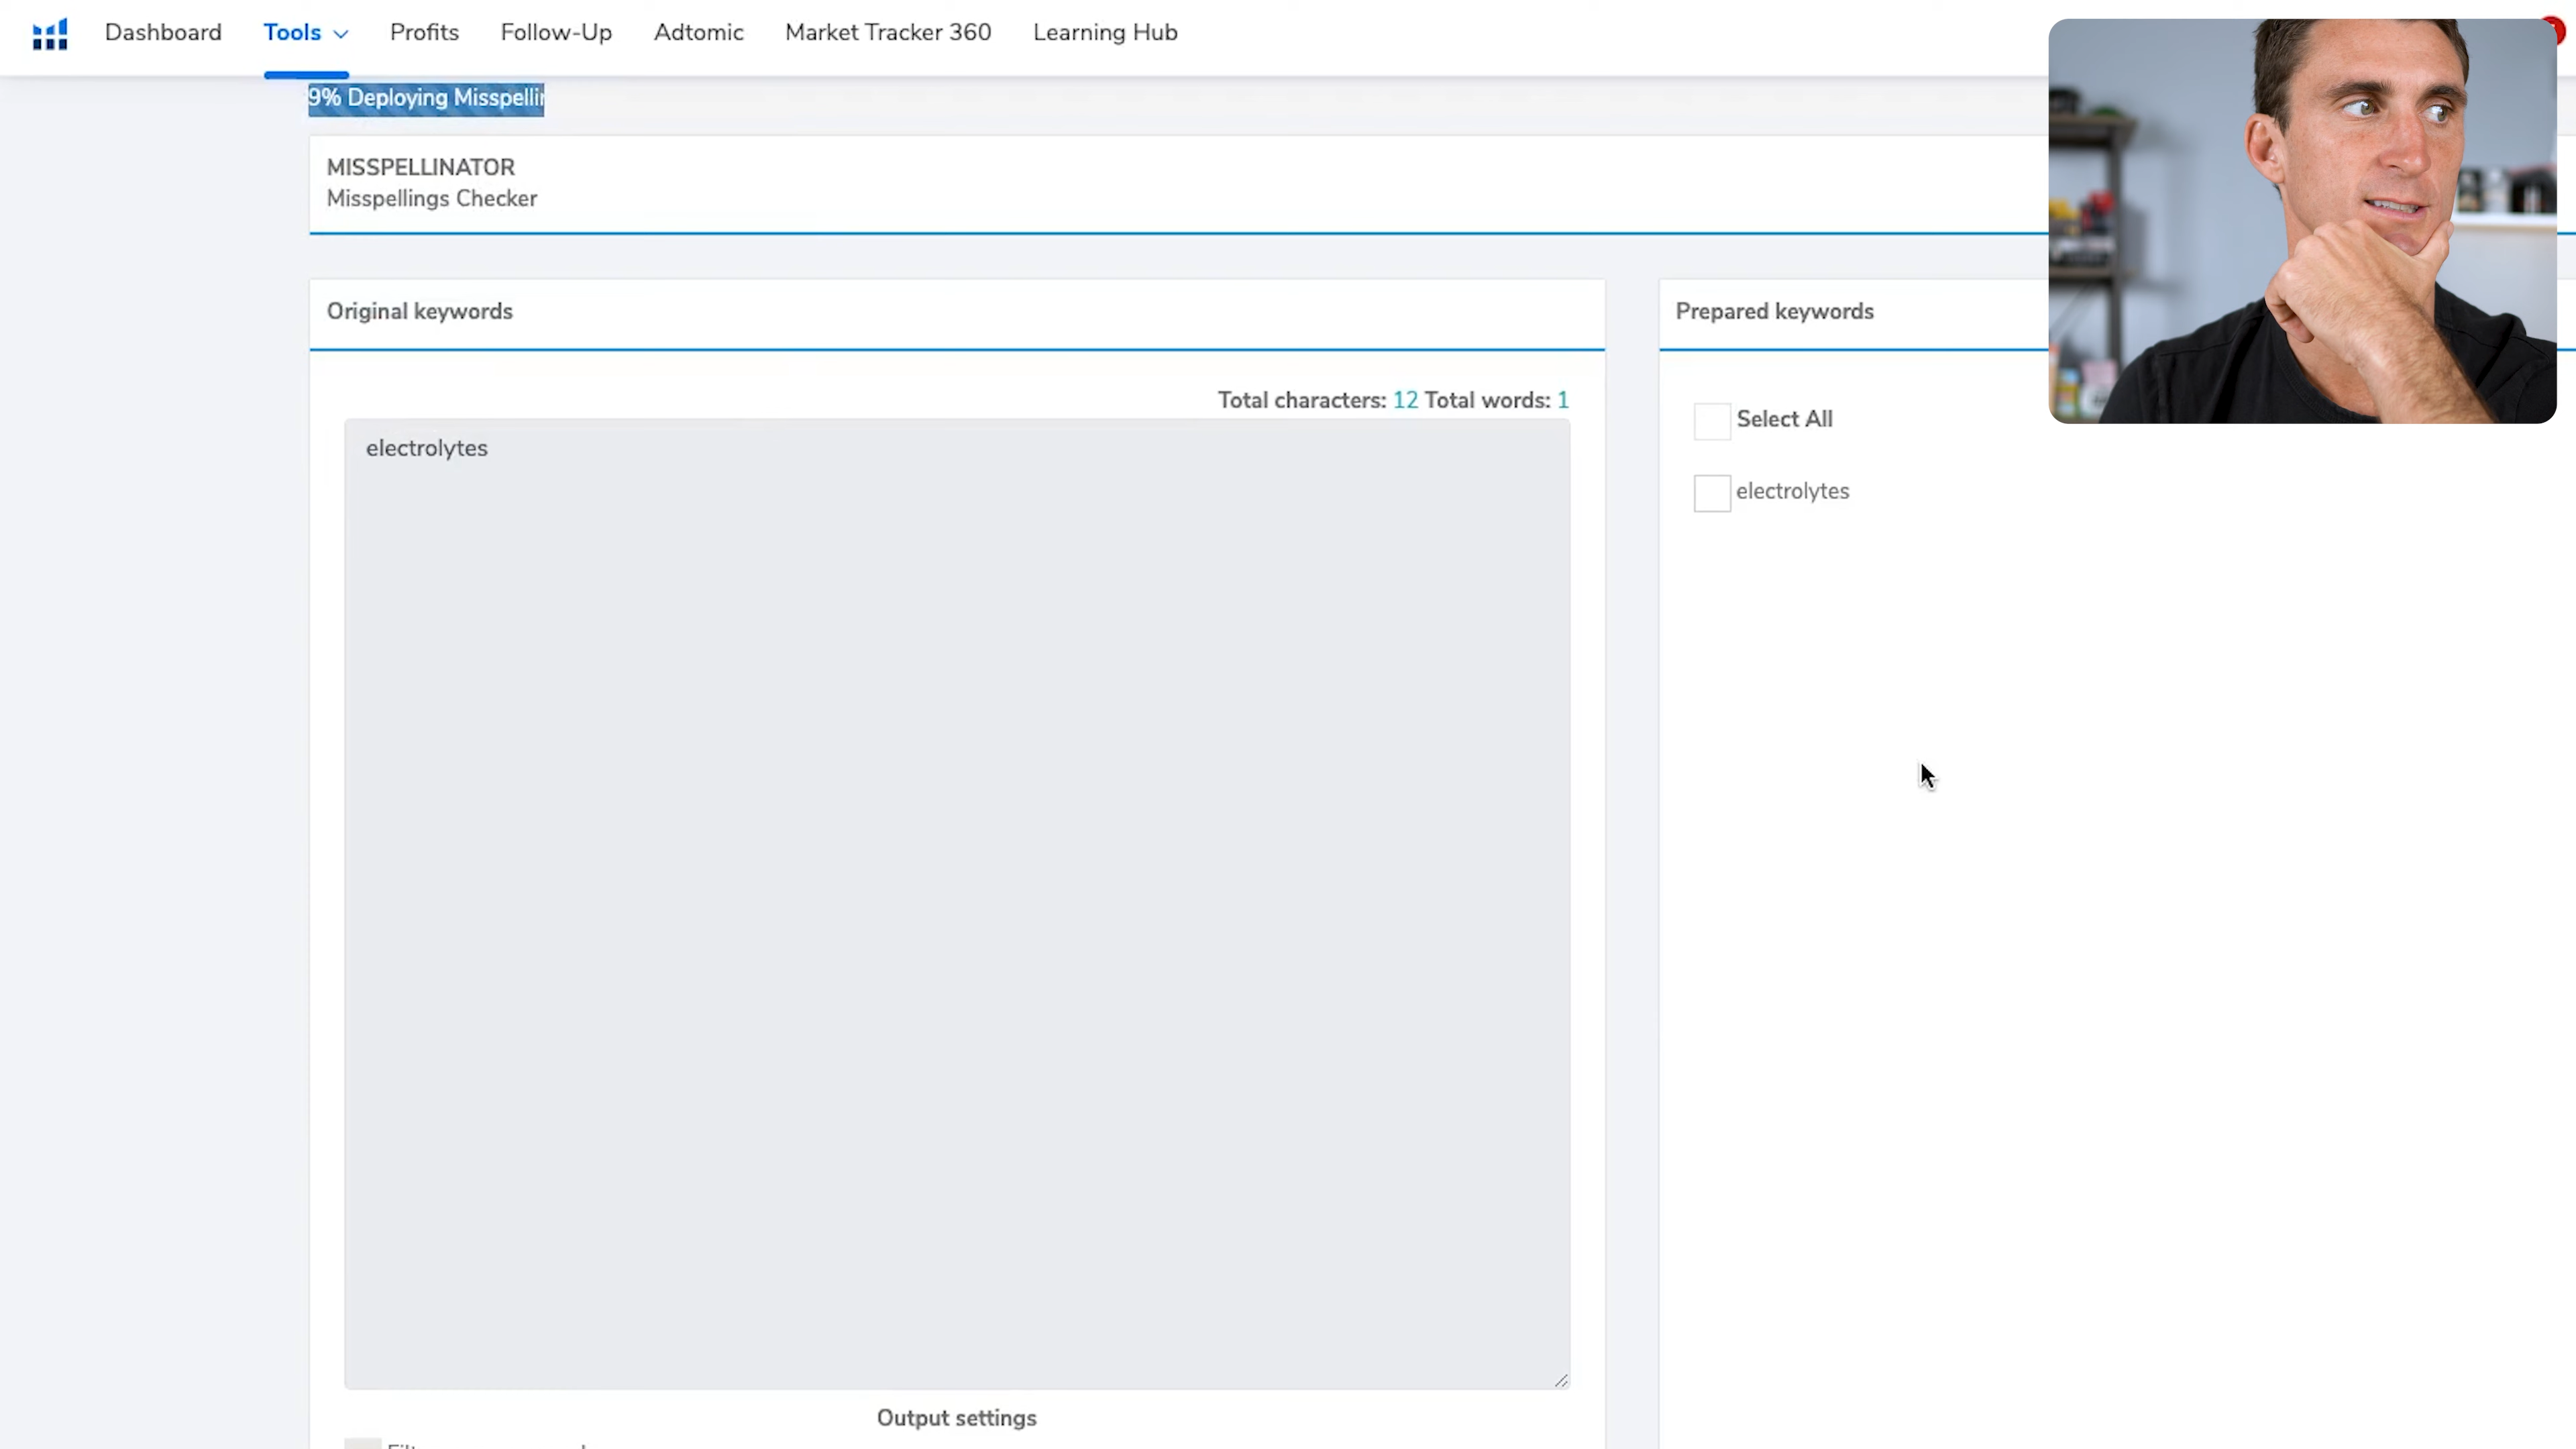 Dashboard Tools Profits Follow-Up Adtomic Market Tracker 360 Learning Hub
9% Deploying
MISSPELLINATOR
Misspellings Checker
Original keywords
Total characters: 12 Total words: 1
electrolytes
Output settings
Prepared keywords
Select All
electrolytes